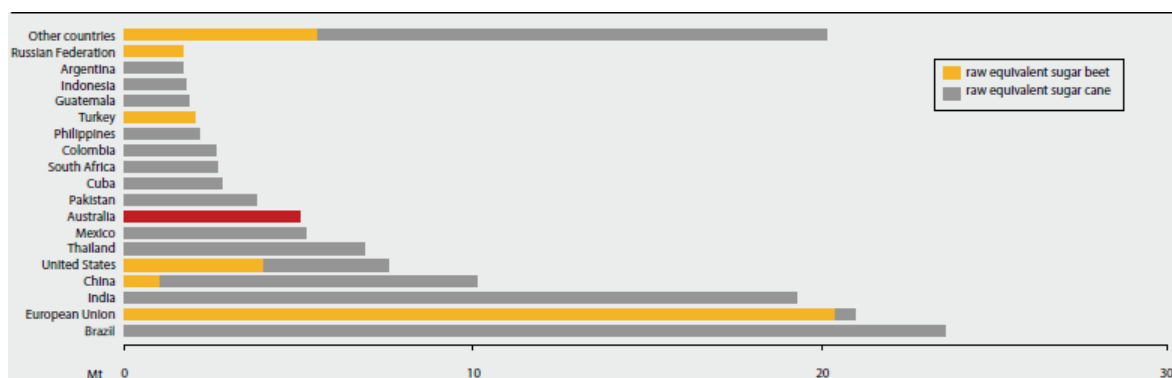 Other countries
Russian Federation
Argentina
Indonesia
Guatemala
Turkey
Philippines
Colombia
South Africa
Cuba
Pakistan
Australia
Mexico
Thailand
United States
China
India
European Union
Brazil
raw equivalent sugar beet
raw equivalent sugar cane
Mt 0 10 20 30